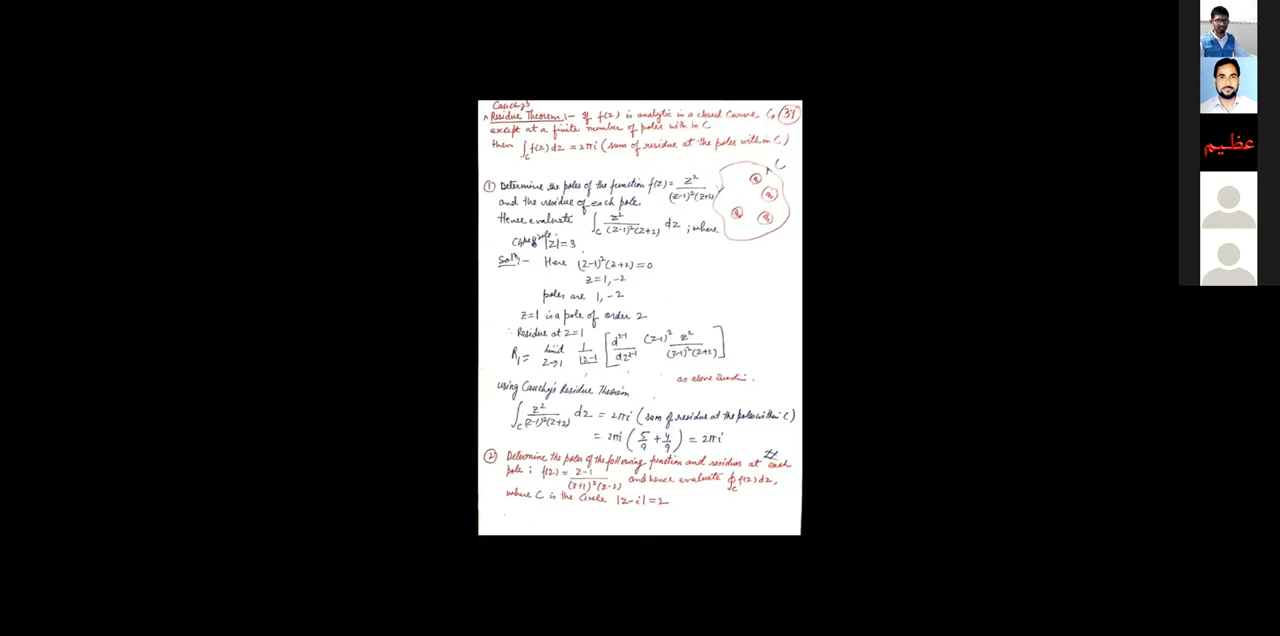 Cauchy's
Residue Theorem :- If f(z) is analytic in a closed curve C, 31
except at a finite number of poles within C
then ∫_C f(z) dz = 2πi (sum of residue at the poles within C)
C
① Determine the poles of the function f(z) = z²/((z-1)²(z+2))
and the residue of each pole.
Hence evaluate ∫_C z²/((z-1)²(z+2)) dz ; where
|z| = 3
Soln :- Here (z-1)²(z+2) = 0
z = 1, -2
poles are 1, -2
z=1 is a pole of order 2
∴ Residue at z=1
R₁ = limit z→1 1/|2-1 [ d²⁻¹/dz²⁻¹ (z-1)² z²/((z-1)²(z+2)) ]
as above Question.
using Cauchy's Residue Theorem
∫_C z²/((z-1)²(z+2)) dz = 2πi (sum of residue at the poles within C)
= 2πi (5/9 + 4/9) = 2πi
② Determine the poles of the following function and residues at each
pole : f(z) = z-1/((z+1)²(z-2)) and hence evaluate ∮_C f(z) dz,
where C is the Circle |z-i| = 2
عظیم